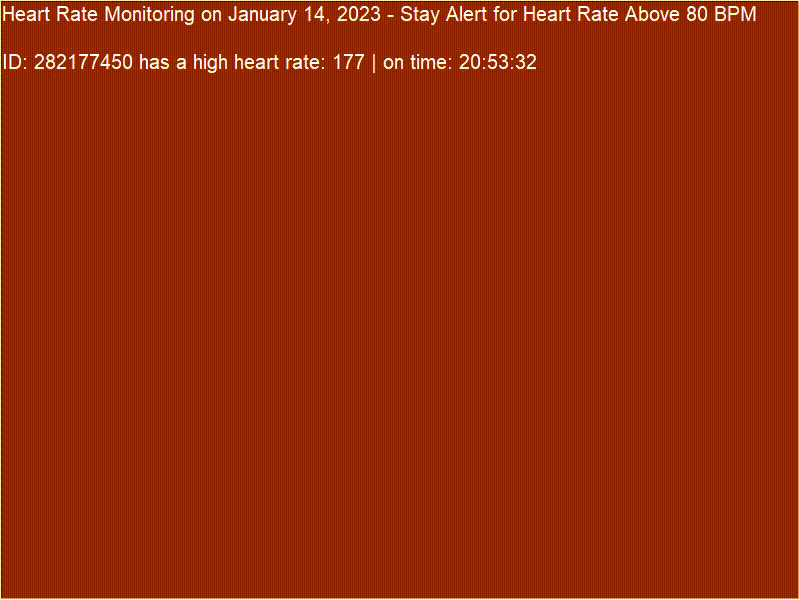 Heart Rate Monitoring on January 14, 2023 - Stay Alert for Heart Rate Above 80 BPM
ID: 282177450 has a high heart rate: 177 | on time: 20:53:32